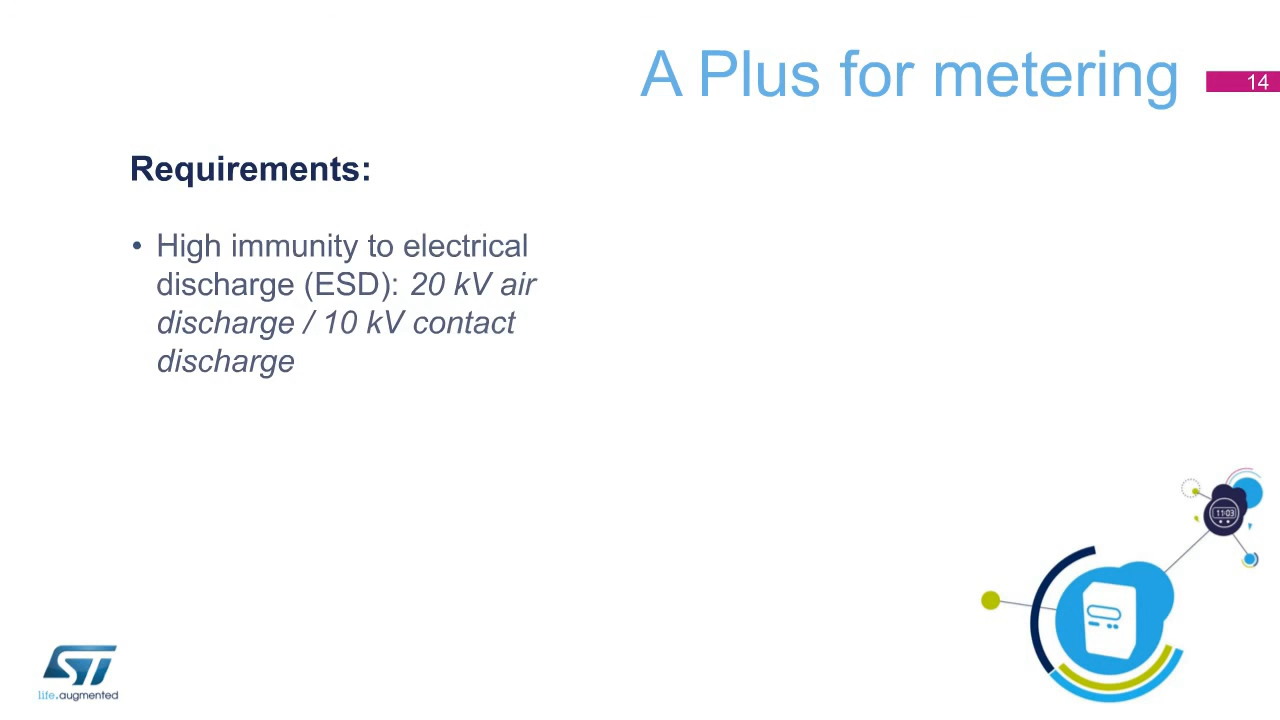 A Plus for metering
14
Requirements:
• High immunity to electrical
discharge (ESD): 20 kV air
discharge / 10 kV contact
discharge
11:03
ST
life.augmented